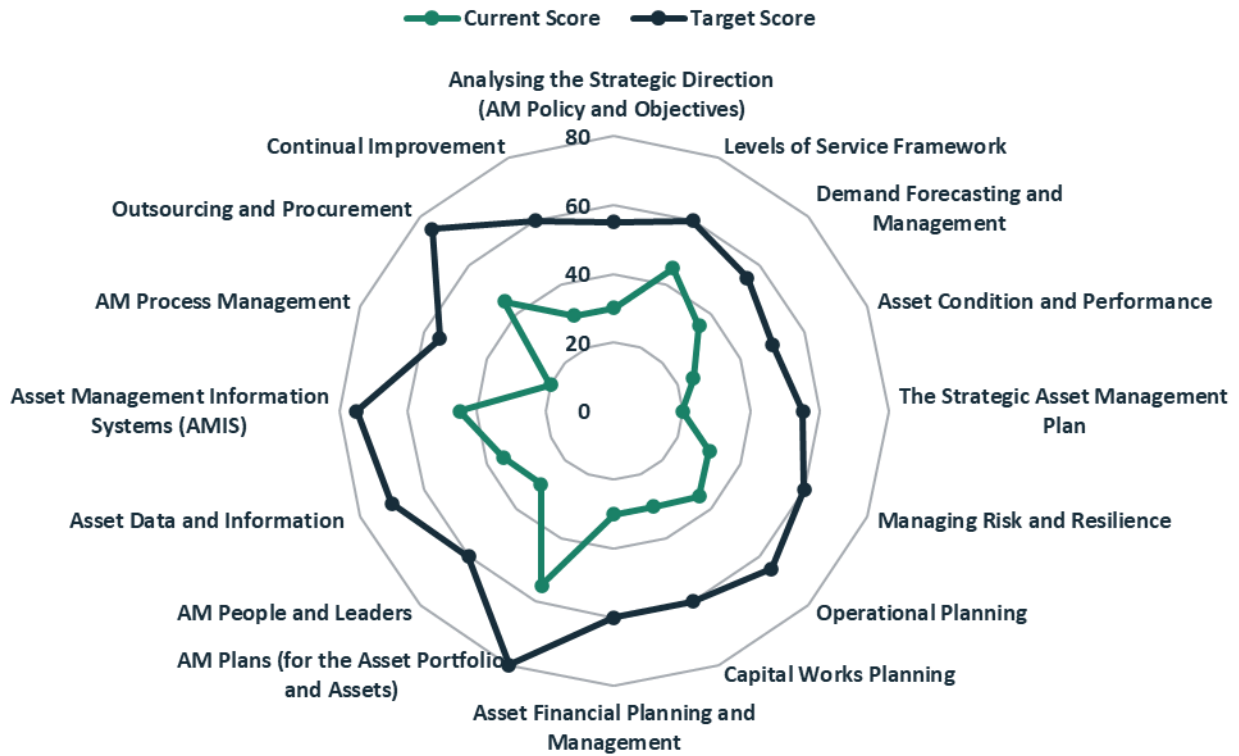 Current Score
Target Score
Analysing the Strategic Direction
(AM Policy and Objectives)
Levels of Service Framework
Demand Forecasting and
Management
Asset Condition and Performance
The Strategic Asset Management
Plan
Managing Risk and Resilience
Operational Planning
Capital Works Planning
Asset Financial Planning and
Management
AM Plans (for the Asset Portfolio
and Assets)
AM People and Leaders
Asset Data and Information
Asset Management Information
Systems (AMIS)
AM Process Management
Outsourcing and Procurement
Continual Improvement
80
60
40
20
0